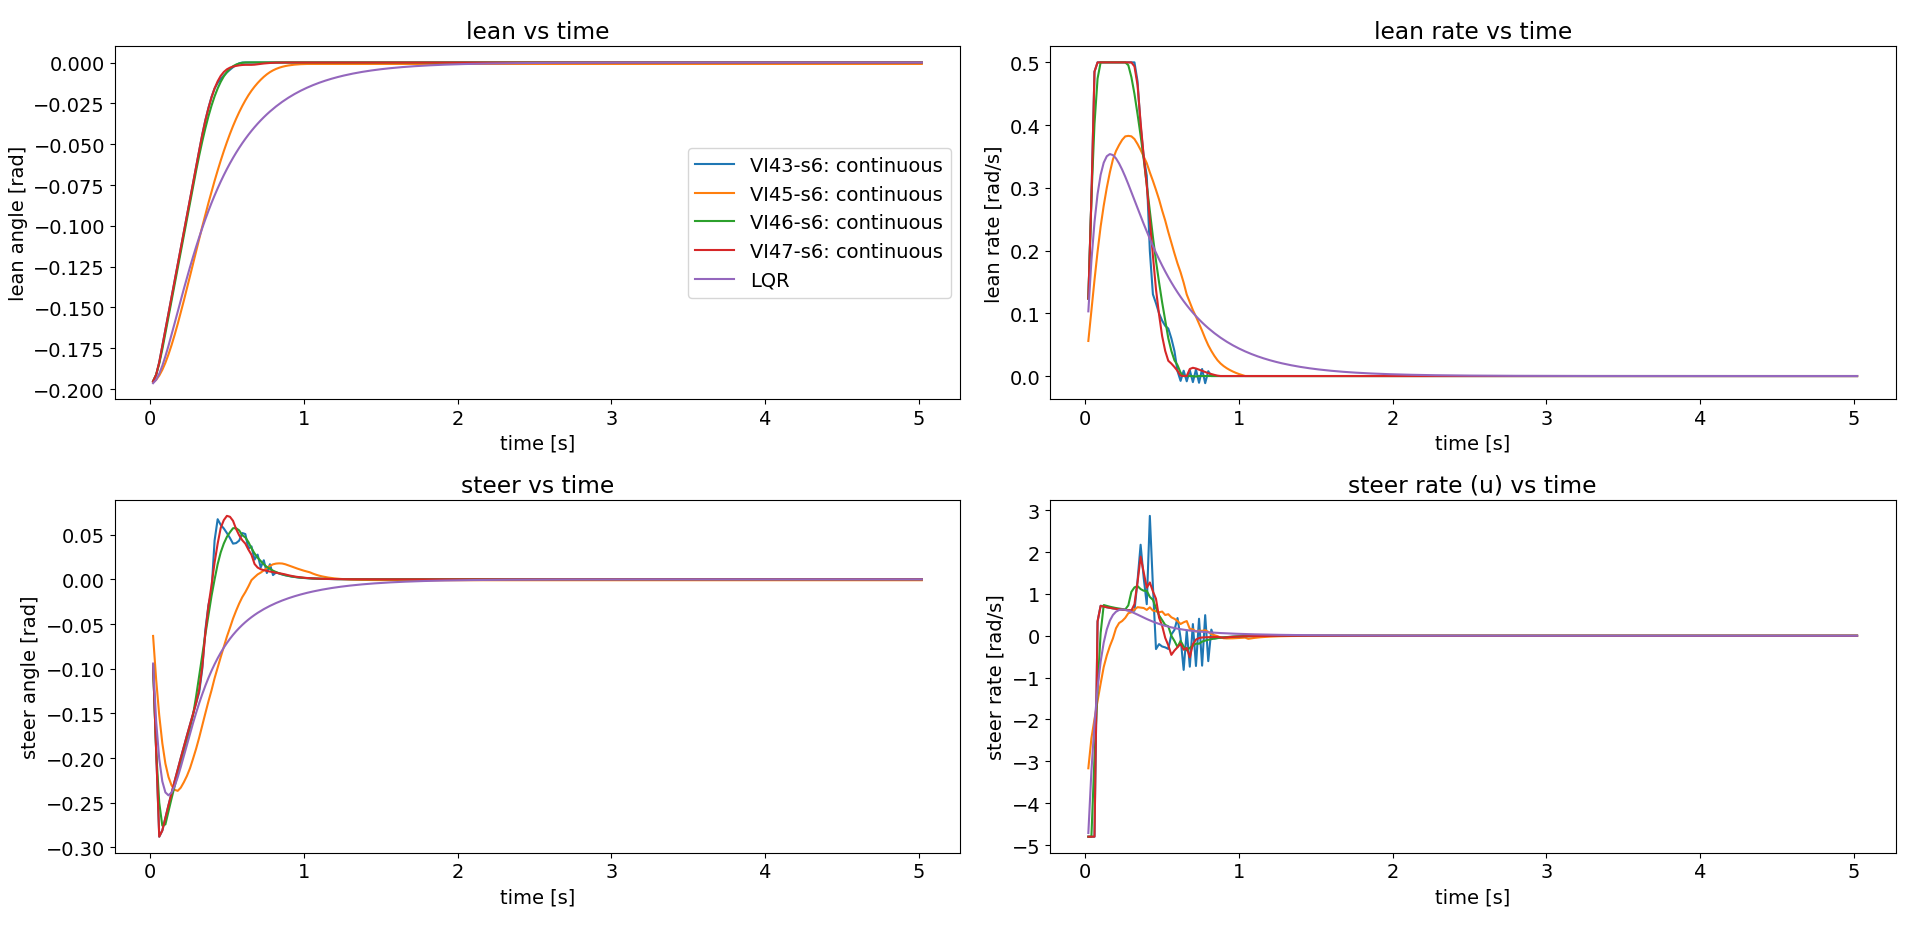 lean vs time
lean angle [rad]
0.000
−0.025
−0.050
−0.075
−0.100
−0.125
−0.150
−0.175
−0.200
VI43-s6: continuous
VI45-s6: continuous
VI46-s6: continuous
VI47-s6: continuous
LQR
0 1 2 3 4 5
time [s]
lean rate vs time
lean rate [rad/s]
0.5
0.4
0.3
0.2
0.1
0.0
0 1 2 3 4 5
time [s]
steer vs time
steer angle [rad]
0.05
0.00
−0.05
−0.10
−0.15
−0.20
−0.25
−0.30
0 1 2 3 4 5
time [s]
steer rate (u) vs time
steer rate [rad/s]
3
2
1
0
−1
−2
−3
−4
−5
0 1 2 3 4 5
time [s]